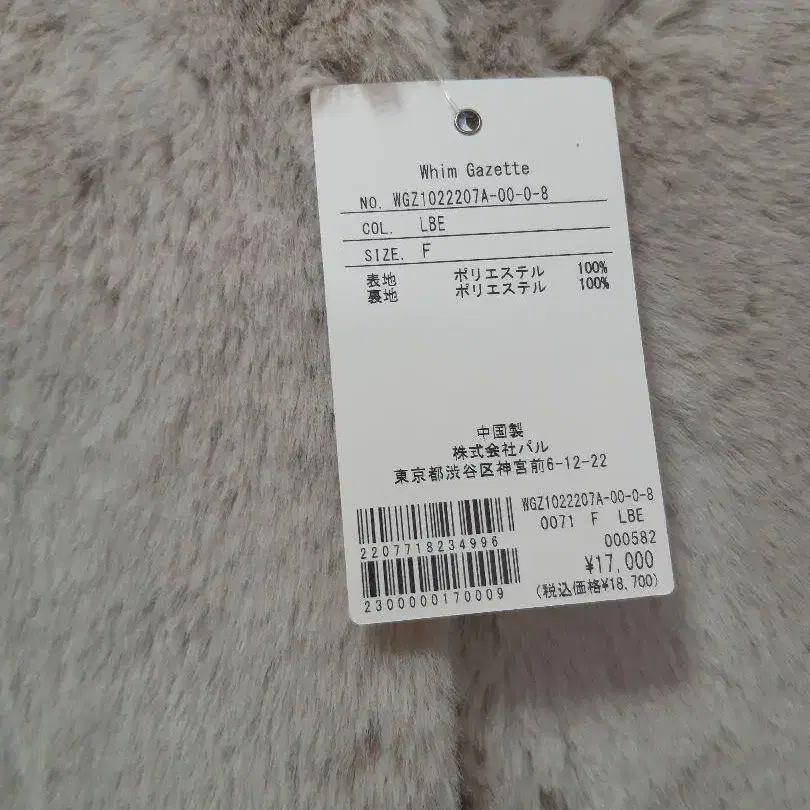 Whim Gazette
NO. WGZ1022207A-00-0-8
COL. LBE
SIZE. F
表地 ポリエステル 100%
裏地 ポリエステル 100%
中国製
株式会社パル
東京都渋谷区神宮前6-12-22
WGZ1022207A-00-0-8
0071 F LBE
2207718234996
000582
¥17,000
2300000170009
(税込価格¥18,700)